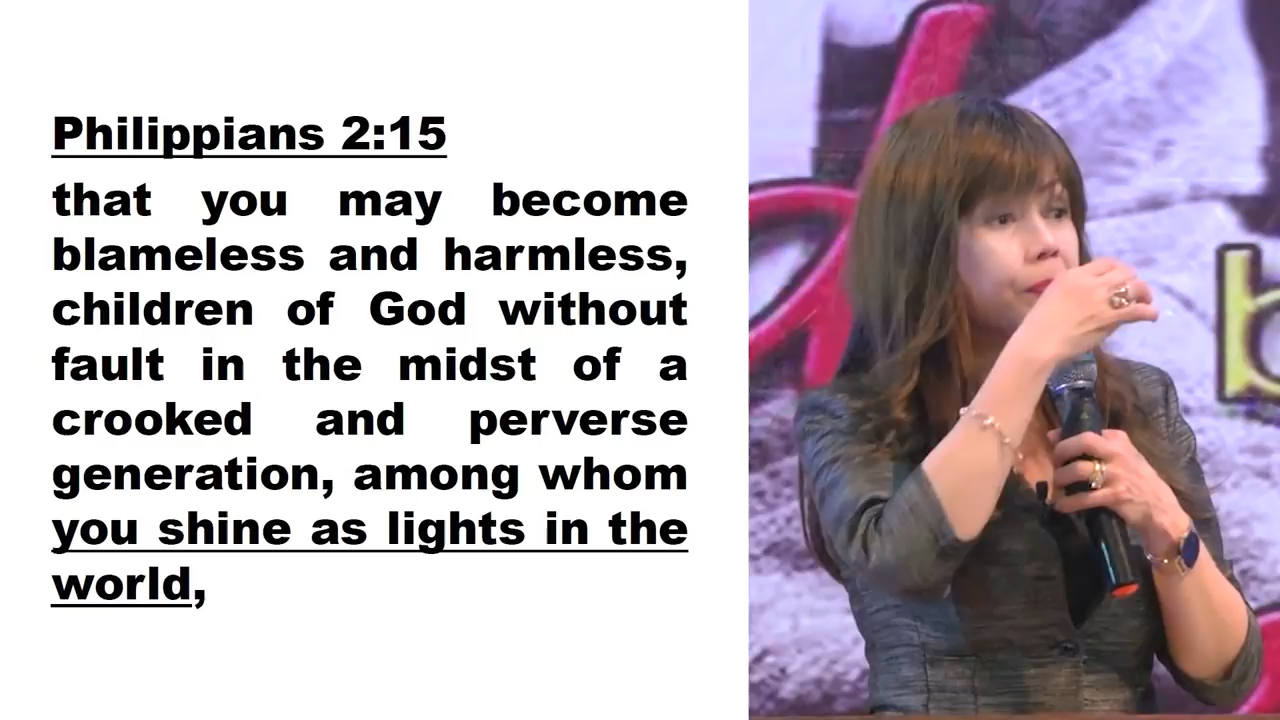 Philippians 2:15
that you may become
blameless and harmless,
children of God without
fault in the midst of a
crooked and perverse
generation, among whom
you shine as lights in the
world,